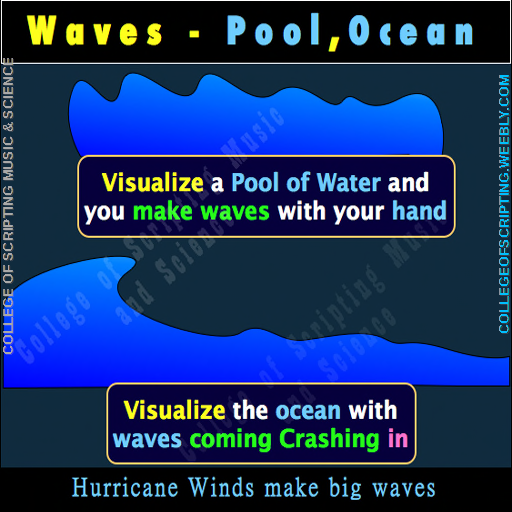 Waves - Pool,Ocean
COLLEGE OF SCRIPTING MUSIC & SCIENCE
COLLEGEOFSCRIPTING.WEEBLY.COM
Visualize a Pool of Water and
you make waves with your hand
College of Scripting Music
and Science
College of Scripting Music
and Science
Visualize the ocean with
waves coming Crashing in
Hurricane Winds make big waves